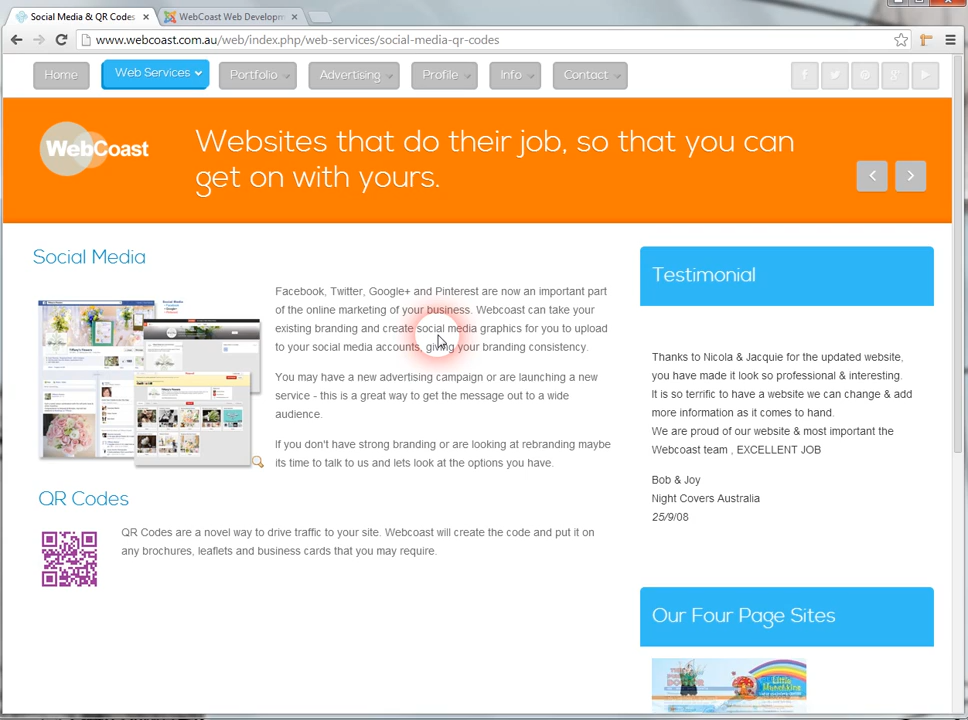 Social Media & QR Codes
WebCoast Web Developm
www.webcoast.com.au/web/index.php/web-services/social-media-qr-codes
Home
Web Services
Portfolio
Advertising
Profile
Info
Contact
WebCoast
Websites that do their job, so that you can
get on with yours.
Social Media
Facebook, Twitter, Google+ and Pinterest are now an important part
of the online marketing of your business. Webcoast can take your
existing branding and create social media graphics for you to upload
to your social media accounts, giving your branding consistency.
You may have a new advertising campaign or are launching a new
service - this is a great way to get the message out to a wide
audience.
If you don't have strong branding or are looking at rebranding maybe
its time to talk to us and lets look at the options you have.
QR Codes
QR Codes are a novel way to drive traffic to your site. Webcoast will create the code and put it on
any brochures, leaflets and business cards that you may require.
Testimonial
Thanks to Nicola & Jacquie for the updated website,
you have made it look so professional & interesting.
It is so terrific to have a website we can change & add
more information as it comes to hand.
We are proud of our website & most important the
Webcoast team , EXCELLENT JOB
Bob & Joy
Night Covers Australia
25/9/08
Our Four Page Sites
Little
Munchkins